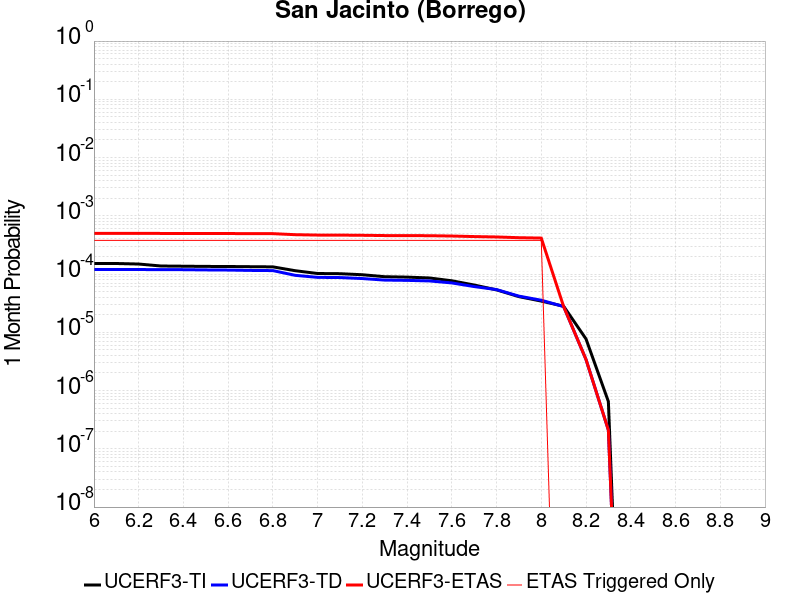 San Jacinto (Borrego)
10^0
10^-1
10^-2
10^-3
10^-4
10^-5
10^-6
10^-7
10^-8
1 Month Probability
6 6.2 6.4 6.6 6.8 7 7.2 7.4 7.6 7.8 8 8.2 8.4 8.6 8.8 9
Magnitude
UCERF3-TI UCERF3-TD UCERF3-ETAS ETAS Triggered Only